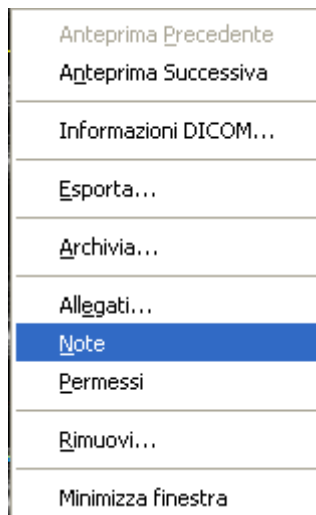 Anteprima Precedente
Anteprima Successiva
Informazioni DICOM...
Esporta...
Archivia...
Allegati...
Note
Permessi
Rimuovi...
Minimizza finestra